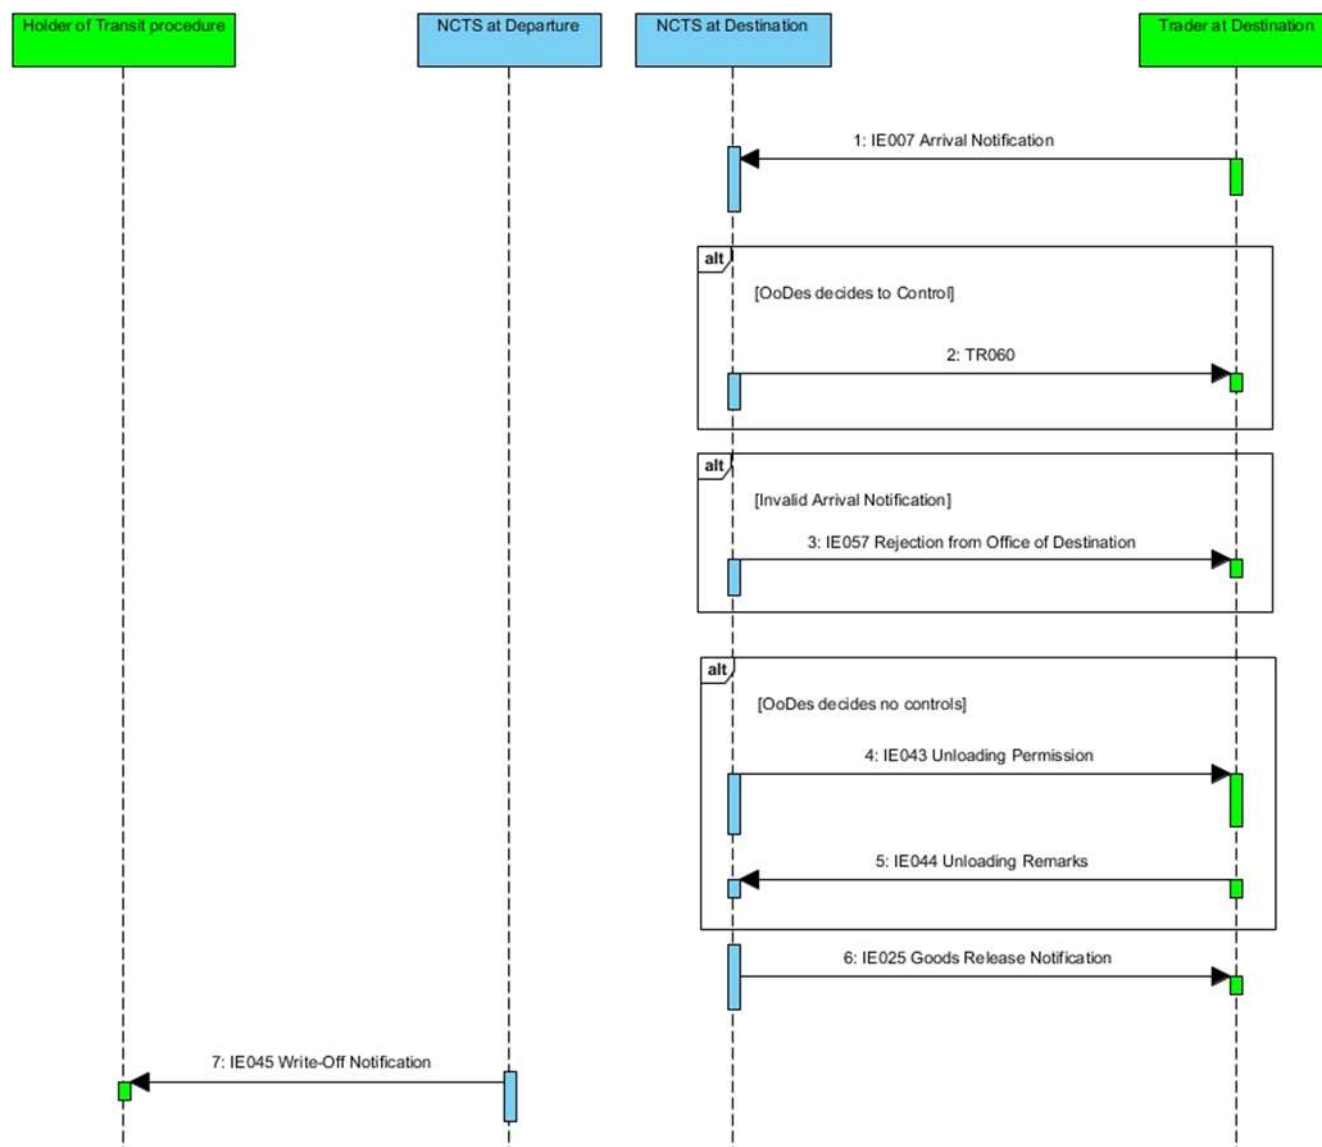 Holder of Transit procedure
NCTS at Departure
NCTS at Destination
Trader at Destination
1: IE007 Arrival Notification
alt
[OoDes decides to Control]
2: TR060
alt
[Invalid Arrival Notification]
3: IE057 Rejection from Office of Destination
alt
[OoDes decides no controls]
4: IE043 Unloading Permission
5: IE044 Unloading Remarks
6: IE025 Goods Release Notification
7: IE045 Write-Off Notification